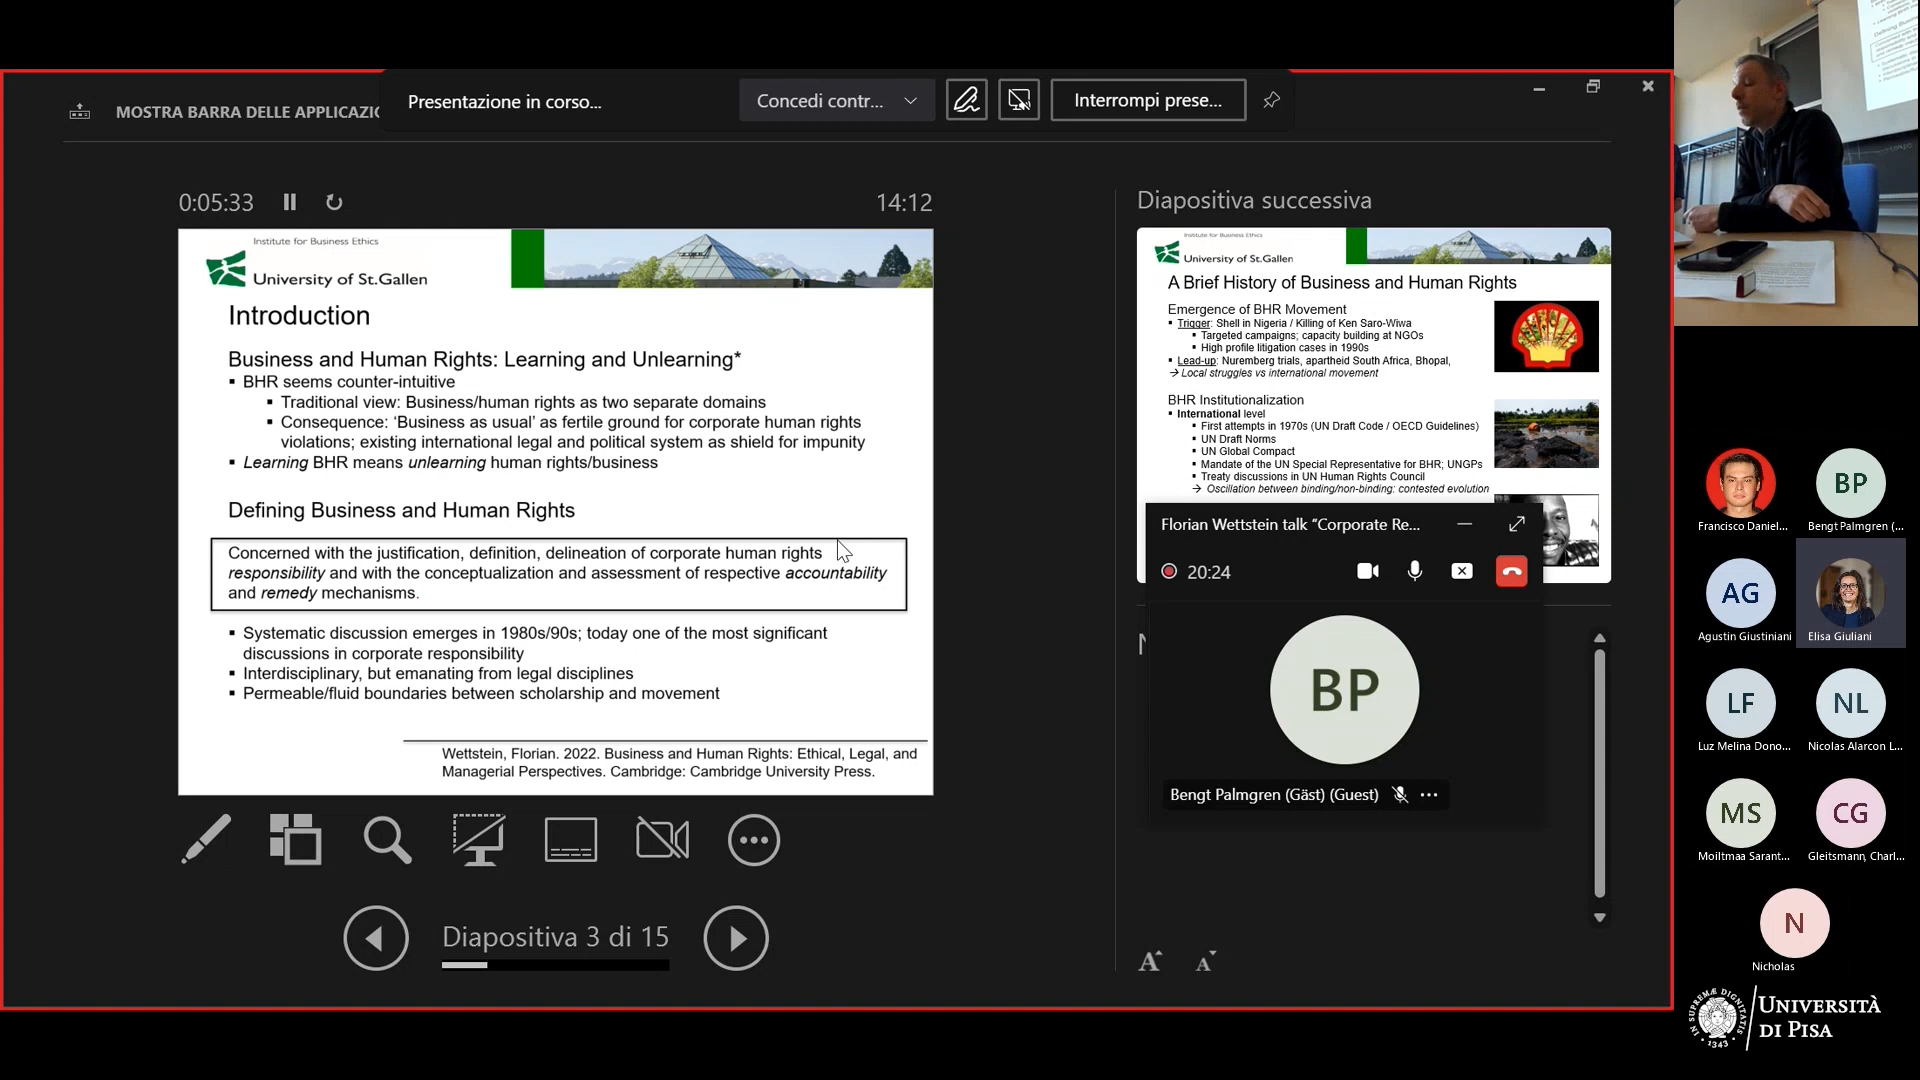 MOSTRA BARRA DELLE APPLICAZIO
Presentazione in corso...
Concedi contr...
Interrompi prese...
0:05:33
14:12
Institute for Business Ethics
University of St.Gallen
Introduction
Business and Human Rights: Learning and Unlearning*
▪ BHR seems counter-intuitive
▪ Traditional view: Business/human rights as two separate domains
▪ Consequence: ‘Business as usual’ as fertile ground for corporate human rights
violations; existing international legal and political system as shield for impunity
▪ Learning BHR means unlearning human rights/business
Defining Business and Human Rights
Concerned with the justification, definition, delineation of corporate human rights
responsibility and with the conceptualization and assessment of respective accountability
and remedy mechanisms.
▪ Systematic discussion emerges in 1980s/90s; today one of the most significant
discussions in corporate responsibility
▪ Interdisciplinary, but emanating from legal disciplines
▪ Permeable/fluid boundaries between scholarship and movement
Wettstein, Florian. 2022. Business and Human Rights: Ethical, Legal, and
Managerial Perspectives. Cambridge: Cambridge University Press.
Diapositiva 3 di 15
Diapositiva successiva
Institute for Business Ethics
University of St.Gallen
A Brief History of Business and Human Rights
Emergence of BHR Movement
▪ Trigger: Shell in Nigeria / Killing of Ken Saro-Wiwa
▪ Targeted campaigns; capacity building at NGOs
▪ High profile litigation cases in 1990s
▪ Lead-up: Nuremberg trials, apartheid South Africa, Bhopal,
→ Local struggles vs international movement
BHR Institutionalization
▪ International level
▪ First attempts in 1970s (UN Draft Code / OECD Guidelines)
▪ UN Draft Norms
▪ UN Global Compact
▪ Mandate of the UN Special Representative for BHR; UNGPs
▪ Treaty discussions in UN Human Rights Council
→ Oscillation between binding/non-binding: contested evolution
Florian Wettstein talk “Corporate Re...
20:24
BP
Bengt Palmgren (Gäst) (Guest)
A A
Francisco Daniel...
BP
Bengt Palmgren (...
AG
Agustin Giustiniani
Elisa Giuliani
LF
Luz Melina Dono...
NL
Nicolas Alarcon L...
MS
Moiltmaa Sarant...
CG
Gleitsmann, Charl...
N
Nicholas
IN SUPREMÆ DIGNITATIS
1343
UNIVERSITÀ
DI PISA